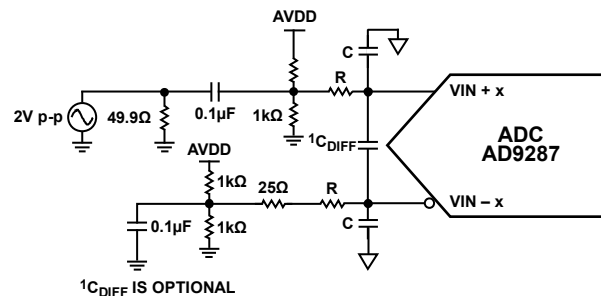 AVDD
C
R
VIN + x
2V p-p
49.9Ω
0.1µF
1kΩ
¹CDIFF
ADC
AD9287
AVDD
1kΩ
25Ω
R
VIN – x
0.1µF
1kΩ
C
¹CDIFF IS OPTIONAL